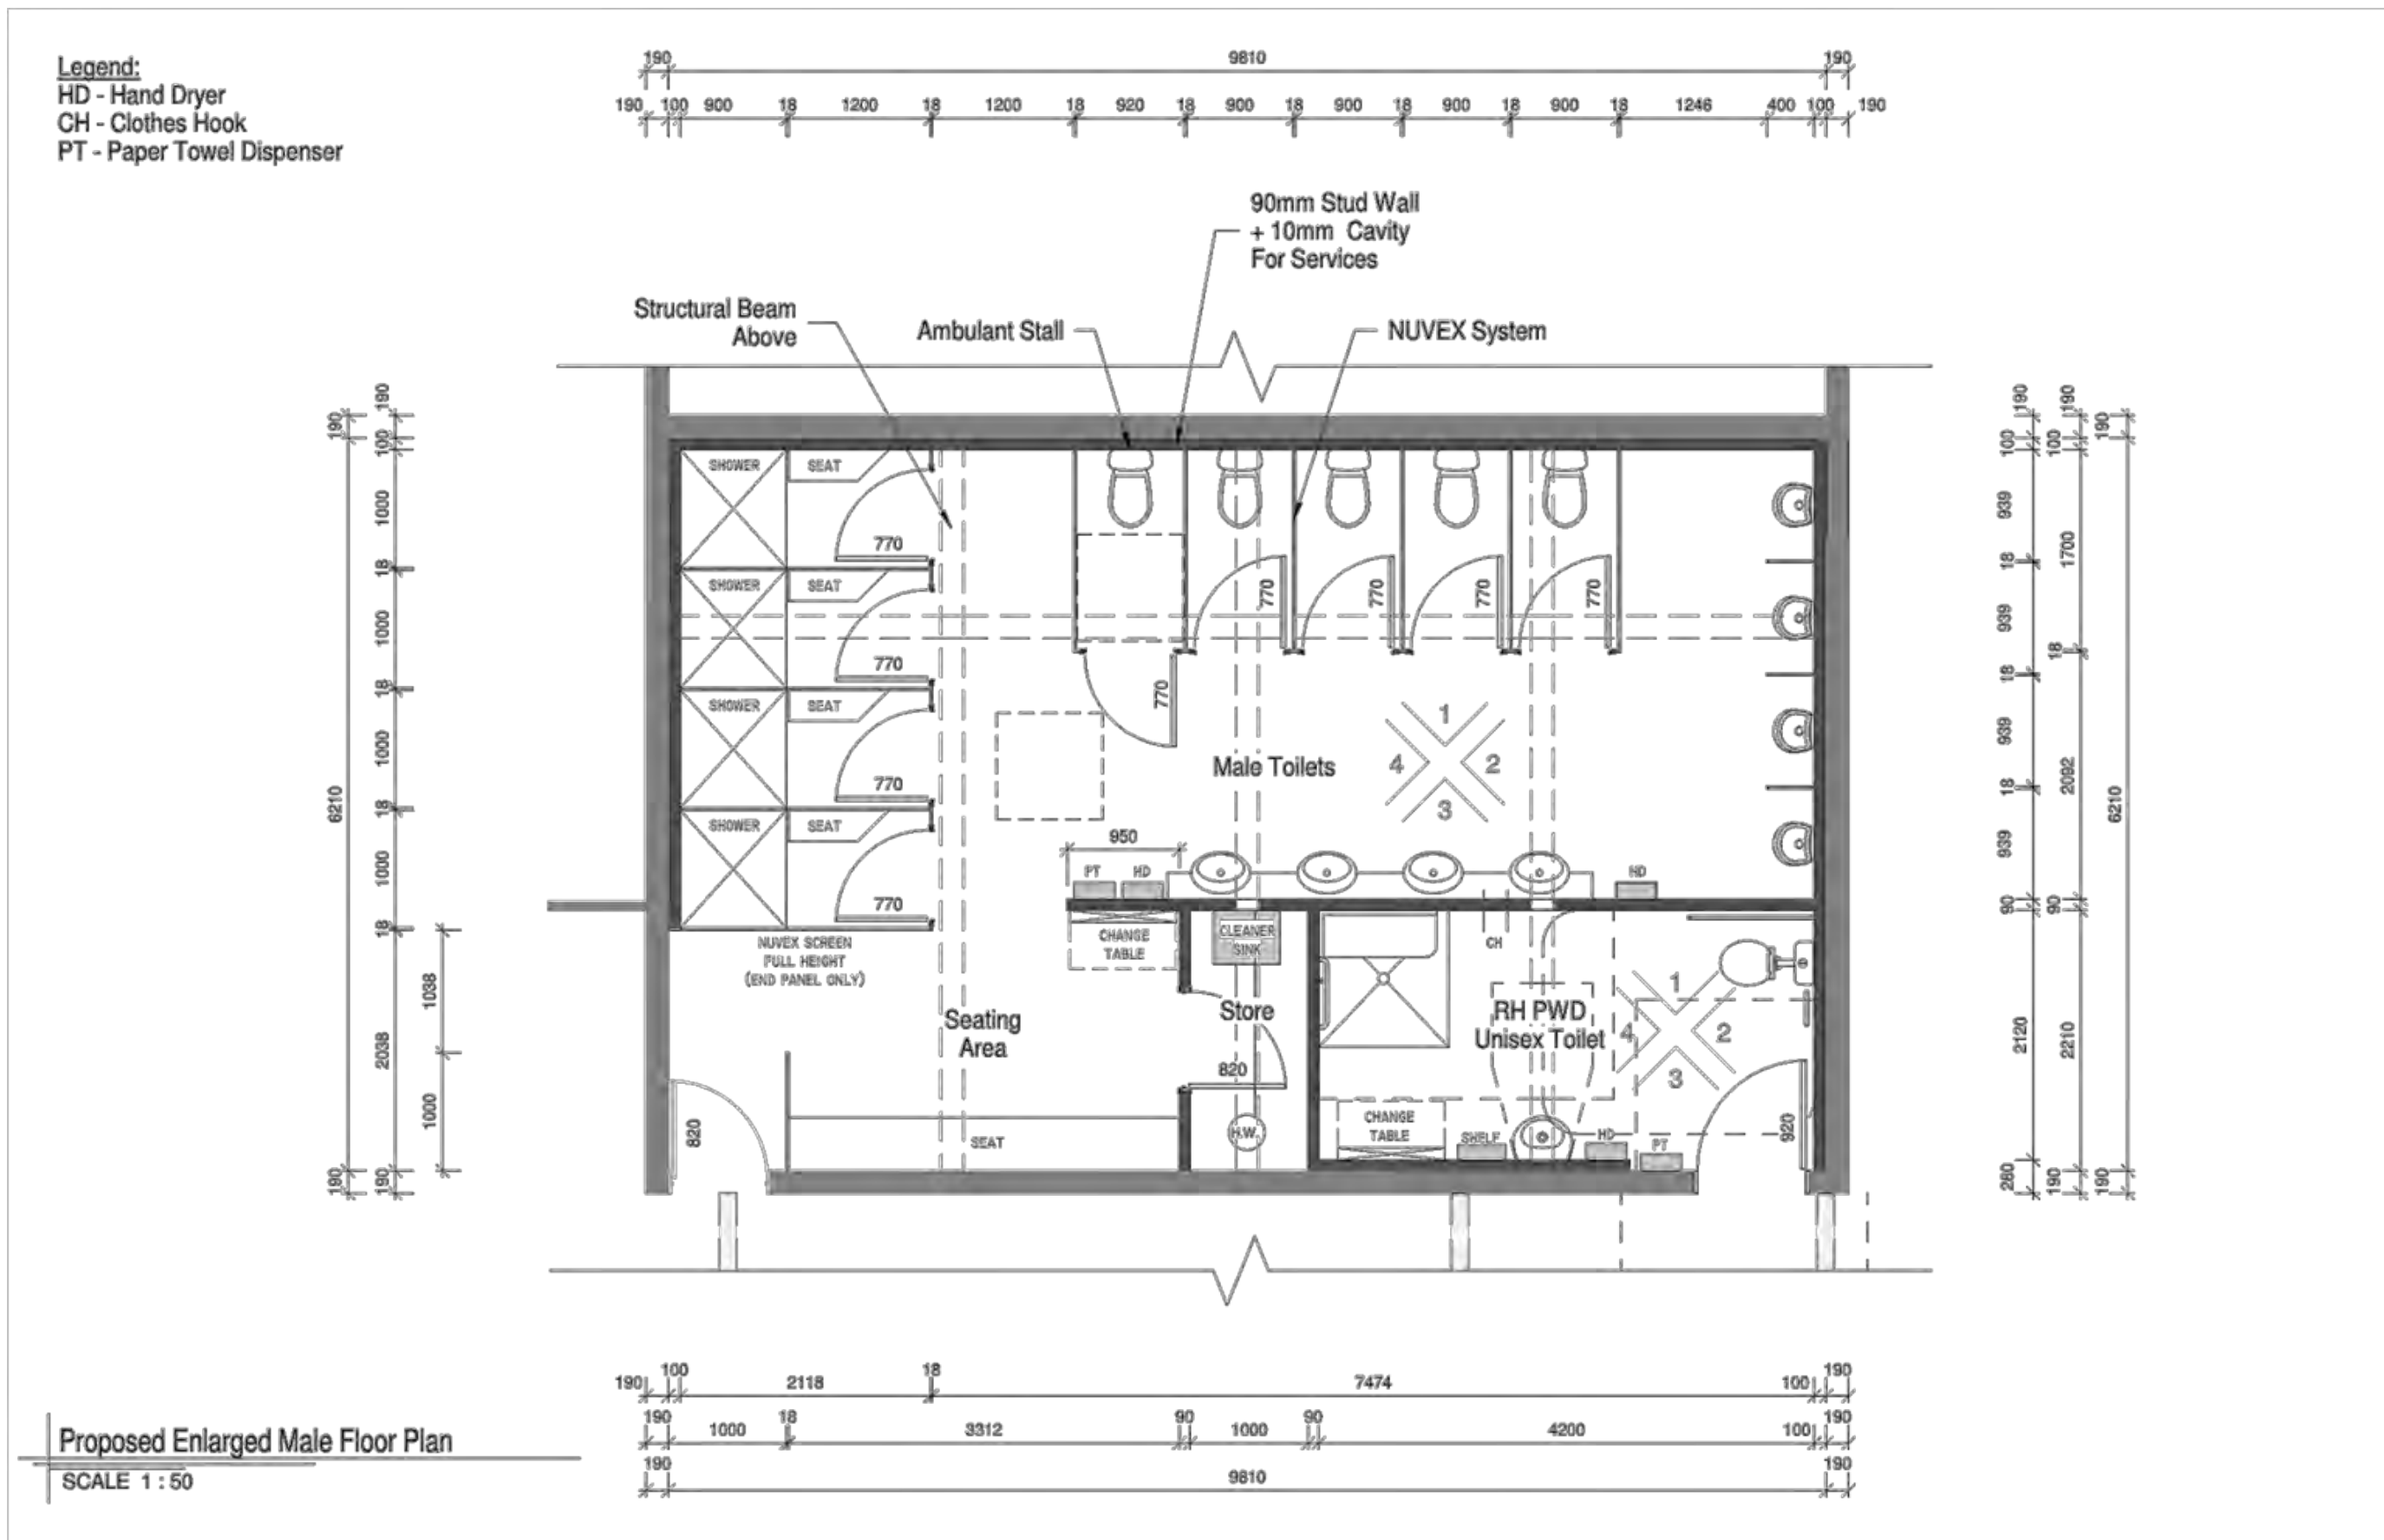 Legend:
HD - Hand Dryer
CH - Clothes Hook
PT - Paper Towel Dispenser
190 9810 190
190 100 900 18 1200 18 1200 18 920 18 900 18 900 18 900 18 900 18 1246 400 100 190
90mm Stud Wall
+ 10mm Cavity
For Services
Structural Beam
Above
Ambulant Stall
NUVEX System
190 6210 190
190 100 1000 18 1000 18 1000 18 1000 18 2038 190
1038 1000
SHOWER SEAT
770
SHOWER SEAT
770
SHOWER SEAT
770
SHOWER SEAT
770
770 770 770 770
770
Male Toilets
1
4 2
3
950
PT HD
HD
NUVEX SCREEN
FULL HEIGHT
(END PANEL ONLY)
CHANGE
TABLE
CLEANER
SINK
CH
Seating
Area
Store
RH PWD
Unisex Toilet
1
4 2
3
820
820
SEAT
H.W.
CHANGE
TABLE
SHELF
HD
PT
920
190 100 939 18 939 18 939 18 939 90 2120 280
190 100 1700 18 2092 90 2210 190
190 6210 190
190 100 2118 18 7474 100 190
190 1000 18 3312 90 1000 90 4200 100 190
190 9810 190
Proposed Enlarged Male Floor Plan
SCALE 1 : 50